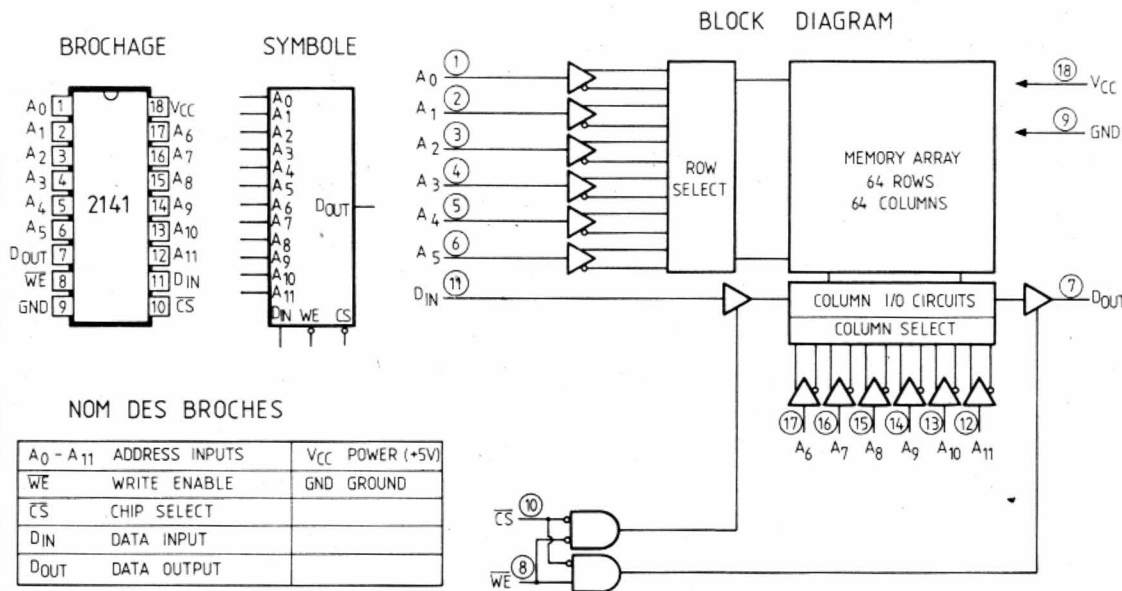 BLOCK DIAGRAM
BROCHAGE
SYMBOLE
A0 1 18 VCC
A1 2 17 A6
A2 3 16 A7
A3 4 15 A8
A4 5 14 A9
A5 6 13 A10
DOUT 7 12 A11
W̅E̅ 8 11 DIN
GND 9 10 C̅S̅
2141
A0
A1
A2
A3
A4
A5
A6
A7
A8
A9
A10
A11
DOUT
DIN WE CS
A0 1
A1 2
A2 3
A3 4
A4 5
A5 6
DIN 11
ROW
SELECT
MEMORY ARRAY
64 ROWS
64 COLUMNS
18 VCC
9 GND
COLUMN I/O CIRCUITS
COLUMN SELECT
7 DOUT
17 16 15 14 13 12
A6 A7 A8 A9 A10 A11
C̅S̅ 10
W̅E̅ 8
NOM DES BROCHES
A0 - A11 ADDRESS INPUTS VCC POWER (+5V)
W̅E̅ WRITE ENABLE GND GROUND
C̅S̅ CHIP SELECT
DIN DATA INPUT
DOUT DATA OUTPUT